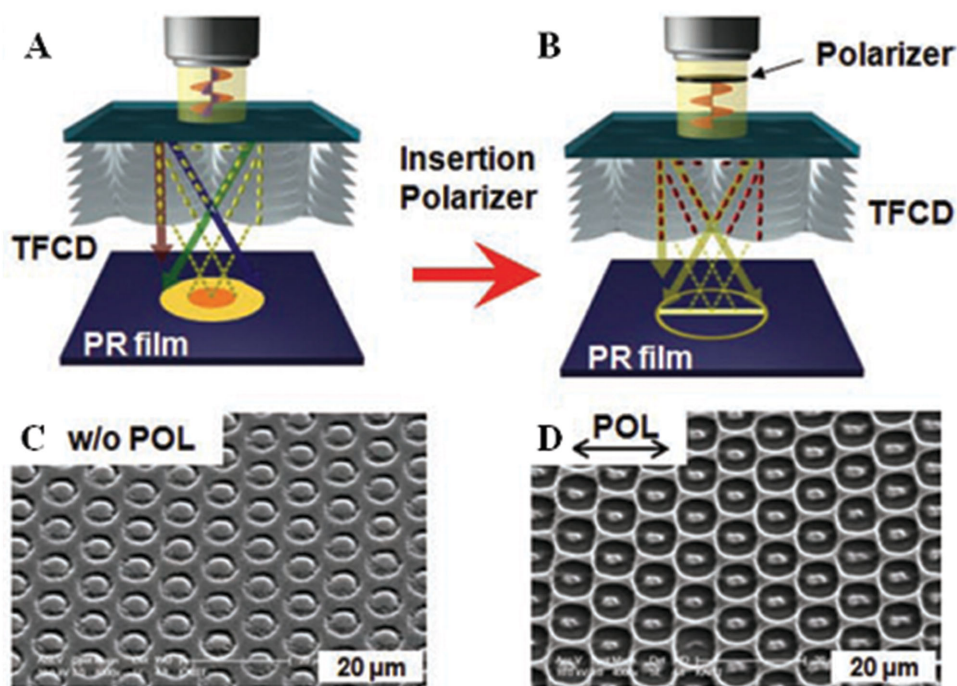 A
B
Polarizer
Insertion
Polarizer
TFCD
TFCD
PR film
PR film
C
w/o POL
20 µm
D
POL
20 µm